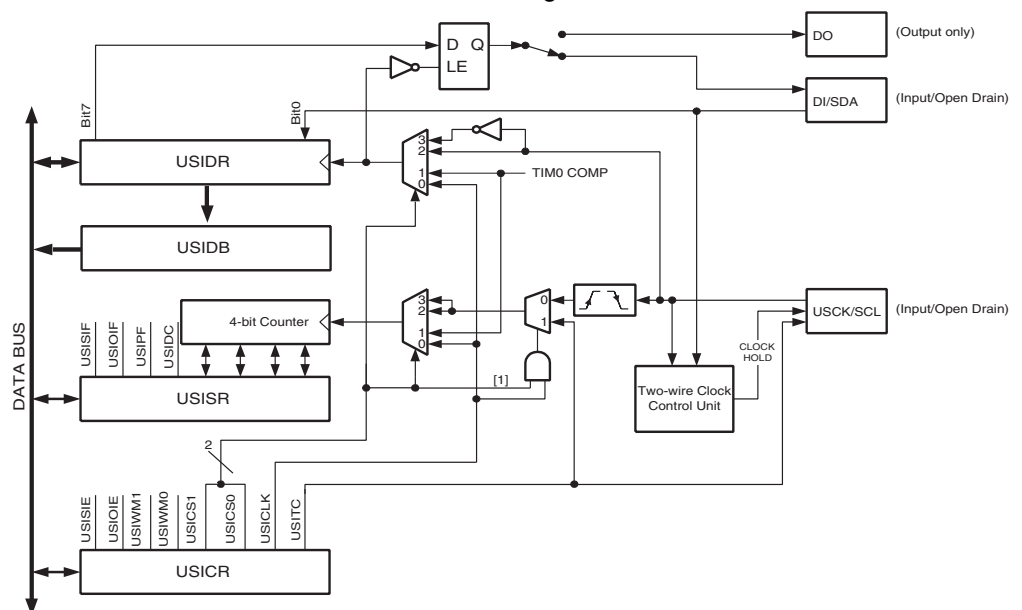 DO
(Output only)
D Q
LE
DI/SDA
(Input/Open Drain)
Bit7
Bit0
USIDR
3
2
1
0
TIM0 COMP
USIDB
DATA BUS
4-bit Counter
3
2
1
0
0
1
USCK/SCL
(Input/Open Drain)
CLOCK
HOLD
USISIF
USIOIF
USIPF
USIDC
USISR
[1]
Two-wire Clock
Control Unit
2
USISIE
USIOIE
USIWM1
USIWM0
USICS1
USICS0
USICLK
USITC
USICR